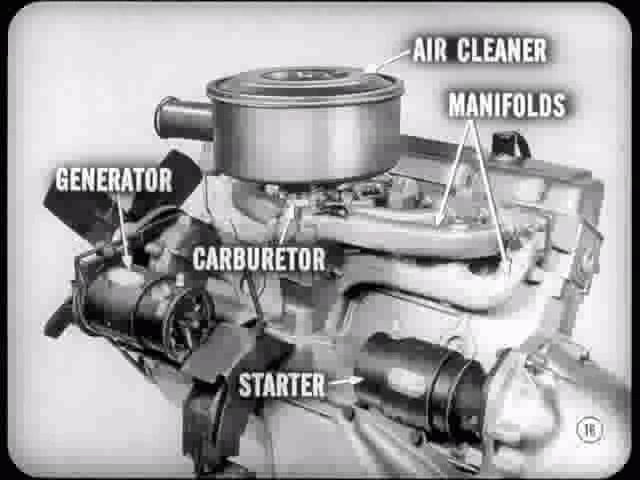 AIR CLEANER
MANIFOLDS
GENERATOR
CARBURETOR
STARTER
16